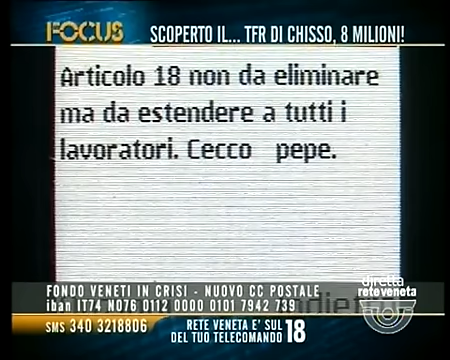 FOCUS
SCOPERTO IL... TFR DI CHISSO, 8 MILIONI!
Articolo 18 non da eliminare
ma da estendere a tutti i
lavoratori. Cecco pepe.
diretta
reteveneta
FONDO VENETI IN CRISI - NUOVO CC POSTALE
iban IT74 N076 0112 0000 0101 7942 739
SMS 340 3218806
RETE VENETA E' SUL
DEL TUO TELECOMANDO 18